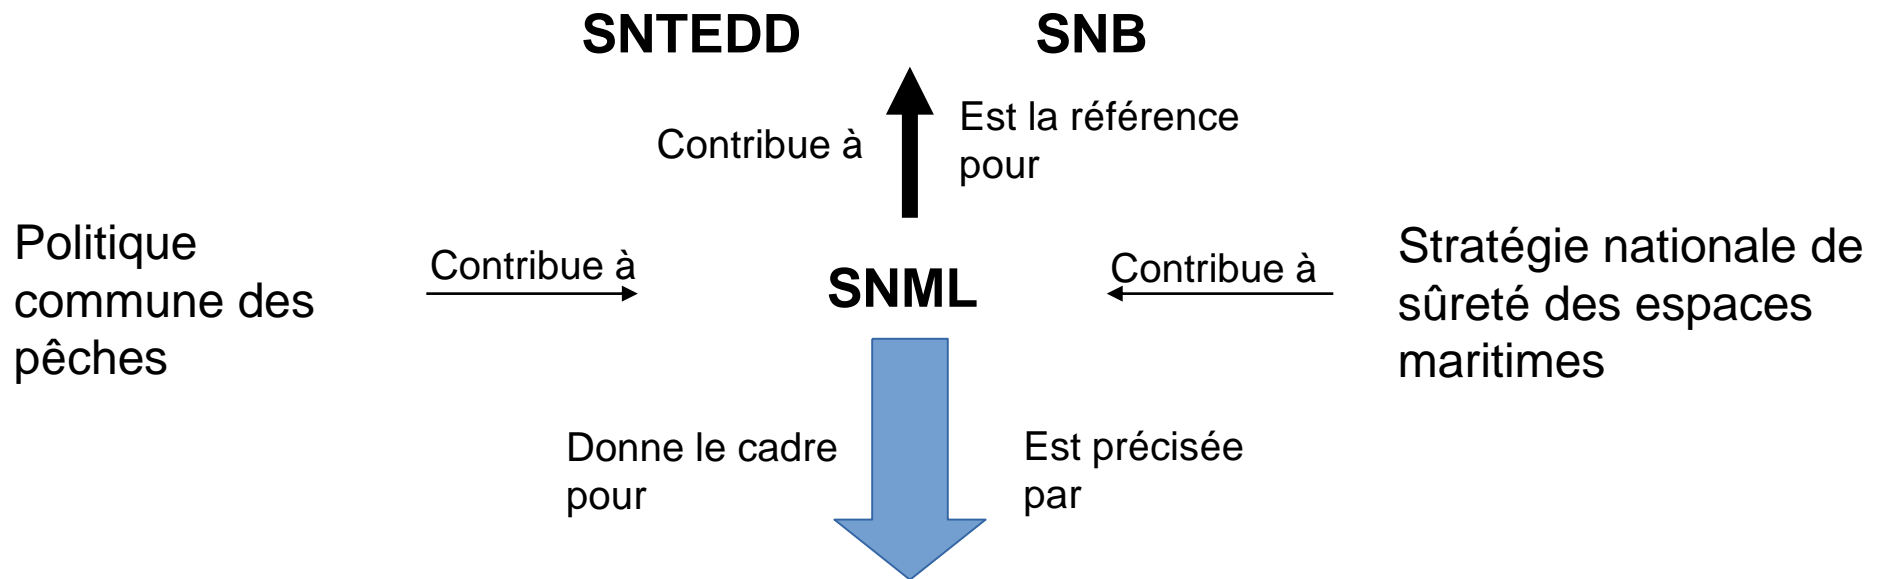 SNTEDD
SNB
Contribue à
Est la référence
pour
Politique
commune des
pêches
Contribue à
SNML
Contribue à
Stratégie nationale de
sûreté des espaces
maritimes
Donne le cadre
pour
Est précisée
par